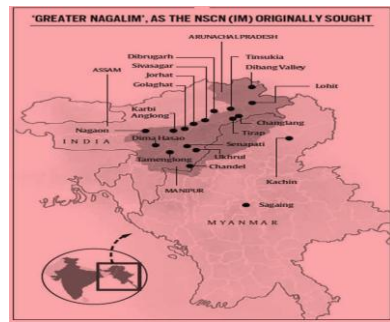 'GREATER NAGALIM', AS THE NSCN (IM) ORIGINALLY SOUGHT
ARUNACHAL PRADESH
Dibrugarh
Tinsukia
Sivasagar
Dibang Valley
ASSAM
Jorhat
Golaghat
Lohit
Karbi
Anglong
Changlang
Nagaon
Tirap
Dima Hasao
Senapati
INDIA
Ukhrul
Tamenglong
Chandel
Kachin
MANIPUR
Sagaing
MYANMAR